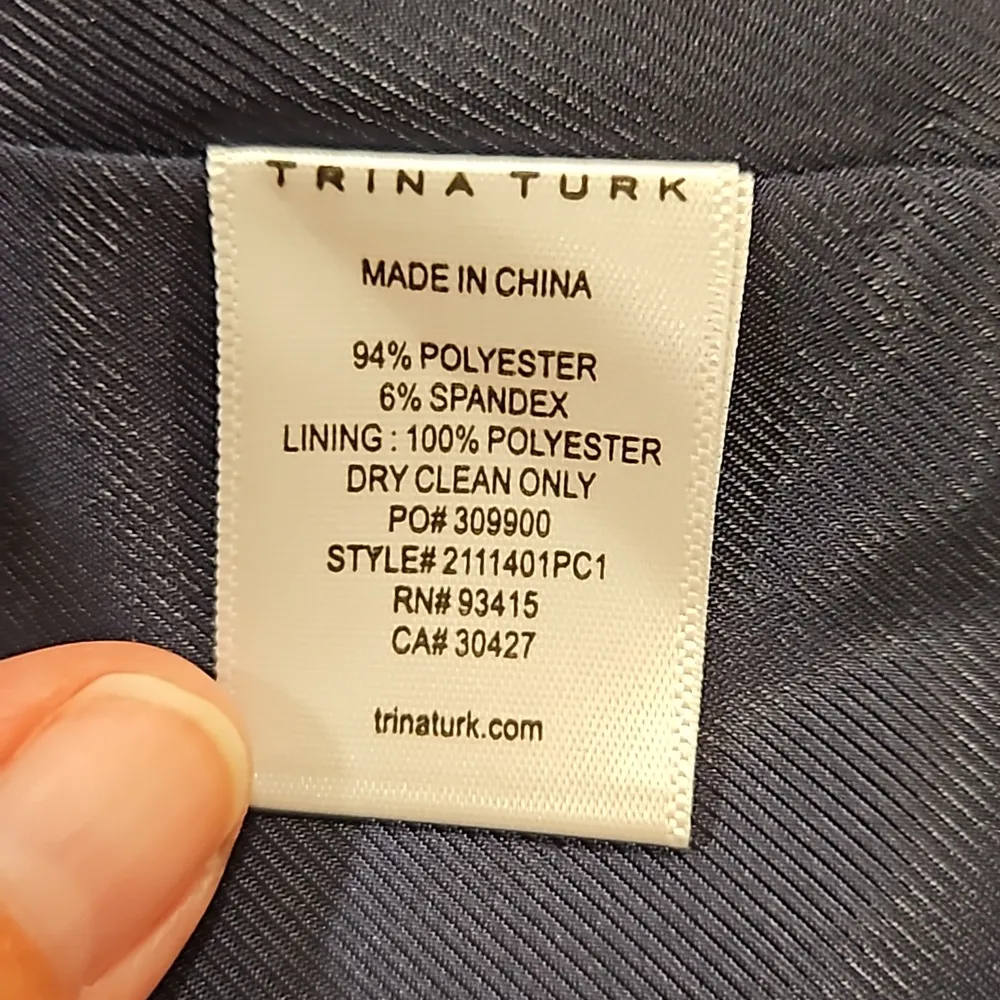 TRINA TURK
MADE IN CHINA
94% POLYESTER
6% SPANDEX
LINING : 100% POLYESTER
DRY CLEAN ONLY
PO# 309900
STYLE# 2111401PC1
RN# 93415
CA# 30427
trinaturk.com